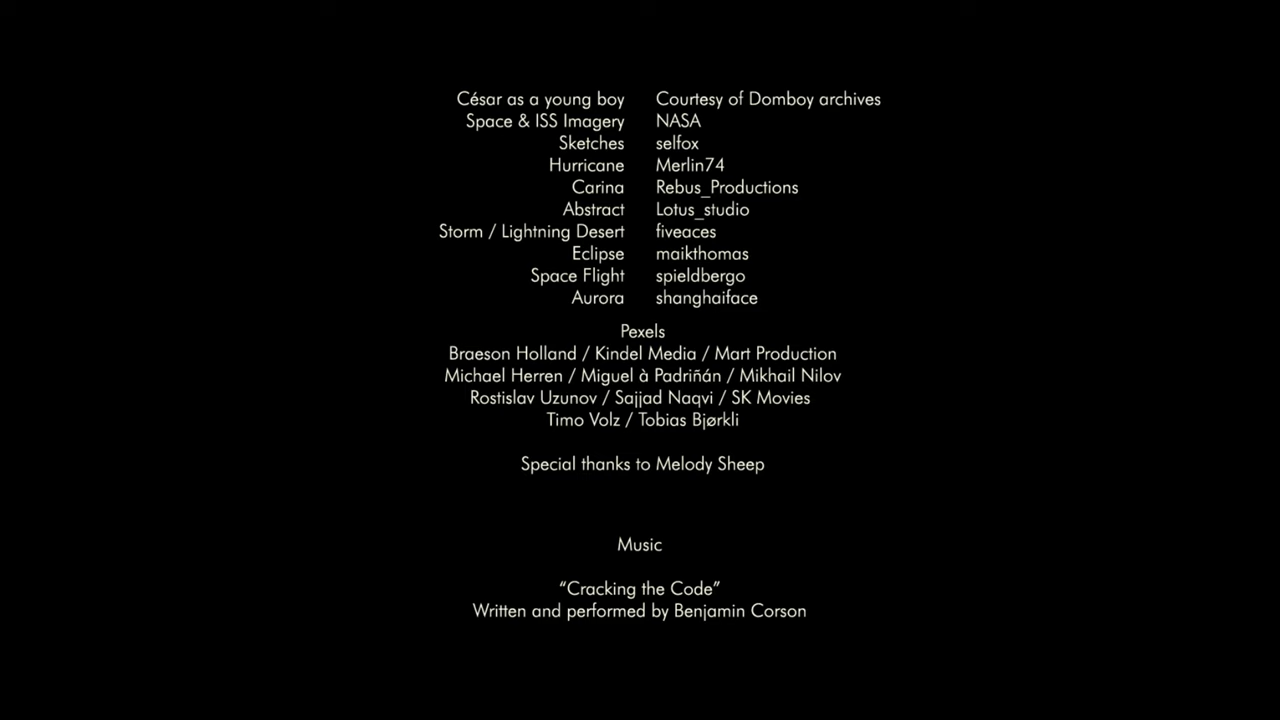 César as a young boy Courtesy of Domboy archives
Space & ISS Imagery NASA
Sketches selfox
Hurricane Merlin74
Carina Rebus_Productions
Abstract Lotus_studio
Storm / Lightning Desert fiveaces
Eclipse maikthomas
Space Flight spieldbergo
Aurora shanghaiface
Pexels
Braeson Holland / Kindel Media / Mart Production
Michael Herren / Miguel à Padriñán / Mikhail Nilov
Rostislav Uzunov / Sajjad Naqvi / SK Movies
Timo Volz / Tobias Bjørkli
Special thanks to Melody Sheep
Music
“Cracking the Code”
Written and performed by Benjamin Corson